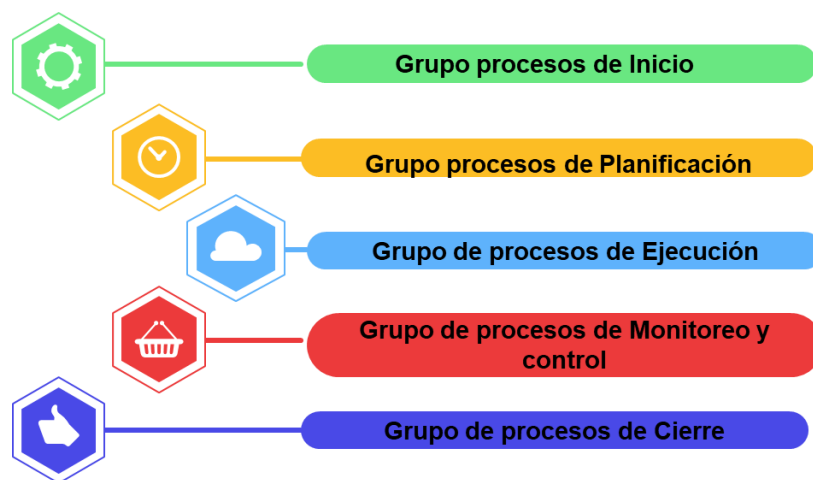 Grupo procesos de Inicio
Grupo procesos de Planificación
Grupo de procesos de Ejecución
Grupo de procesos de Monitoreo y
control
Grupo de procesos de Cierre